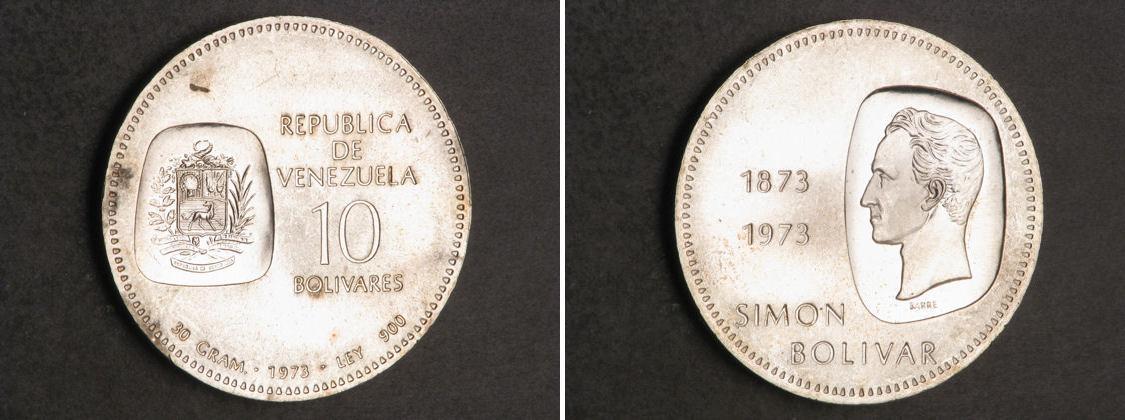 REPUBLICA
DE
VENEZUELA
10
BOLIVARES
30 GRAM. · 1973 · LEY 900
1873
1973
BARRE
SIMON
BOLIVAR